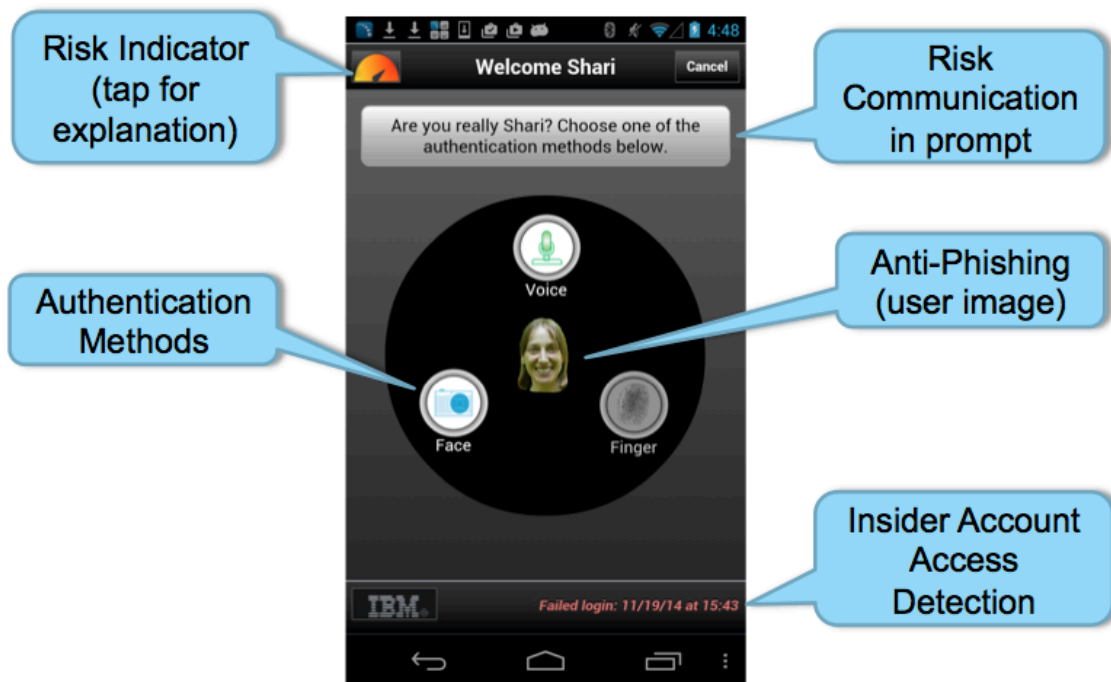 Risk Indicator
(tap for
explanation)
4:48
Welcome Shari
Cancel
Risk
Communication
in prompt
Are you really Shari? Choose one of the
authentication methods below.
Voice
Anti-Phishing
(user image)
Authentication
Methods
Face
Finger
Insider Account
Access
Detection
IBM
Failed login: 11/19/14 at 15:43